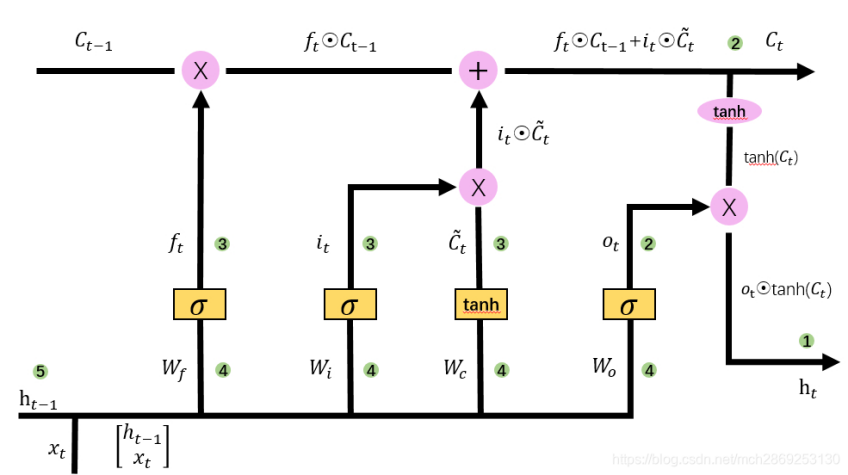 C_{t−1} f_t⊙C_{t−1} f_t⊙C_{t−1}+i_t⊙C̃_t 2 C_t
X + tanh
i_t⊙C̃_t tanh(C_t)
X X
f_t 3 i_t 3 C̃_t 3 o_t 2
σ σ tanh σ o_t⊙tanh(C_t)
1
5 W_f 4 W_i 4 W_c 4 W_o 4 h_t
h_{t−1}
x_t [h_{t−1}
x_t]
https://blog.csdn.net/mch2869253130